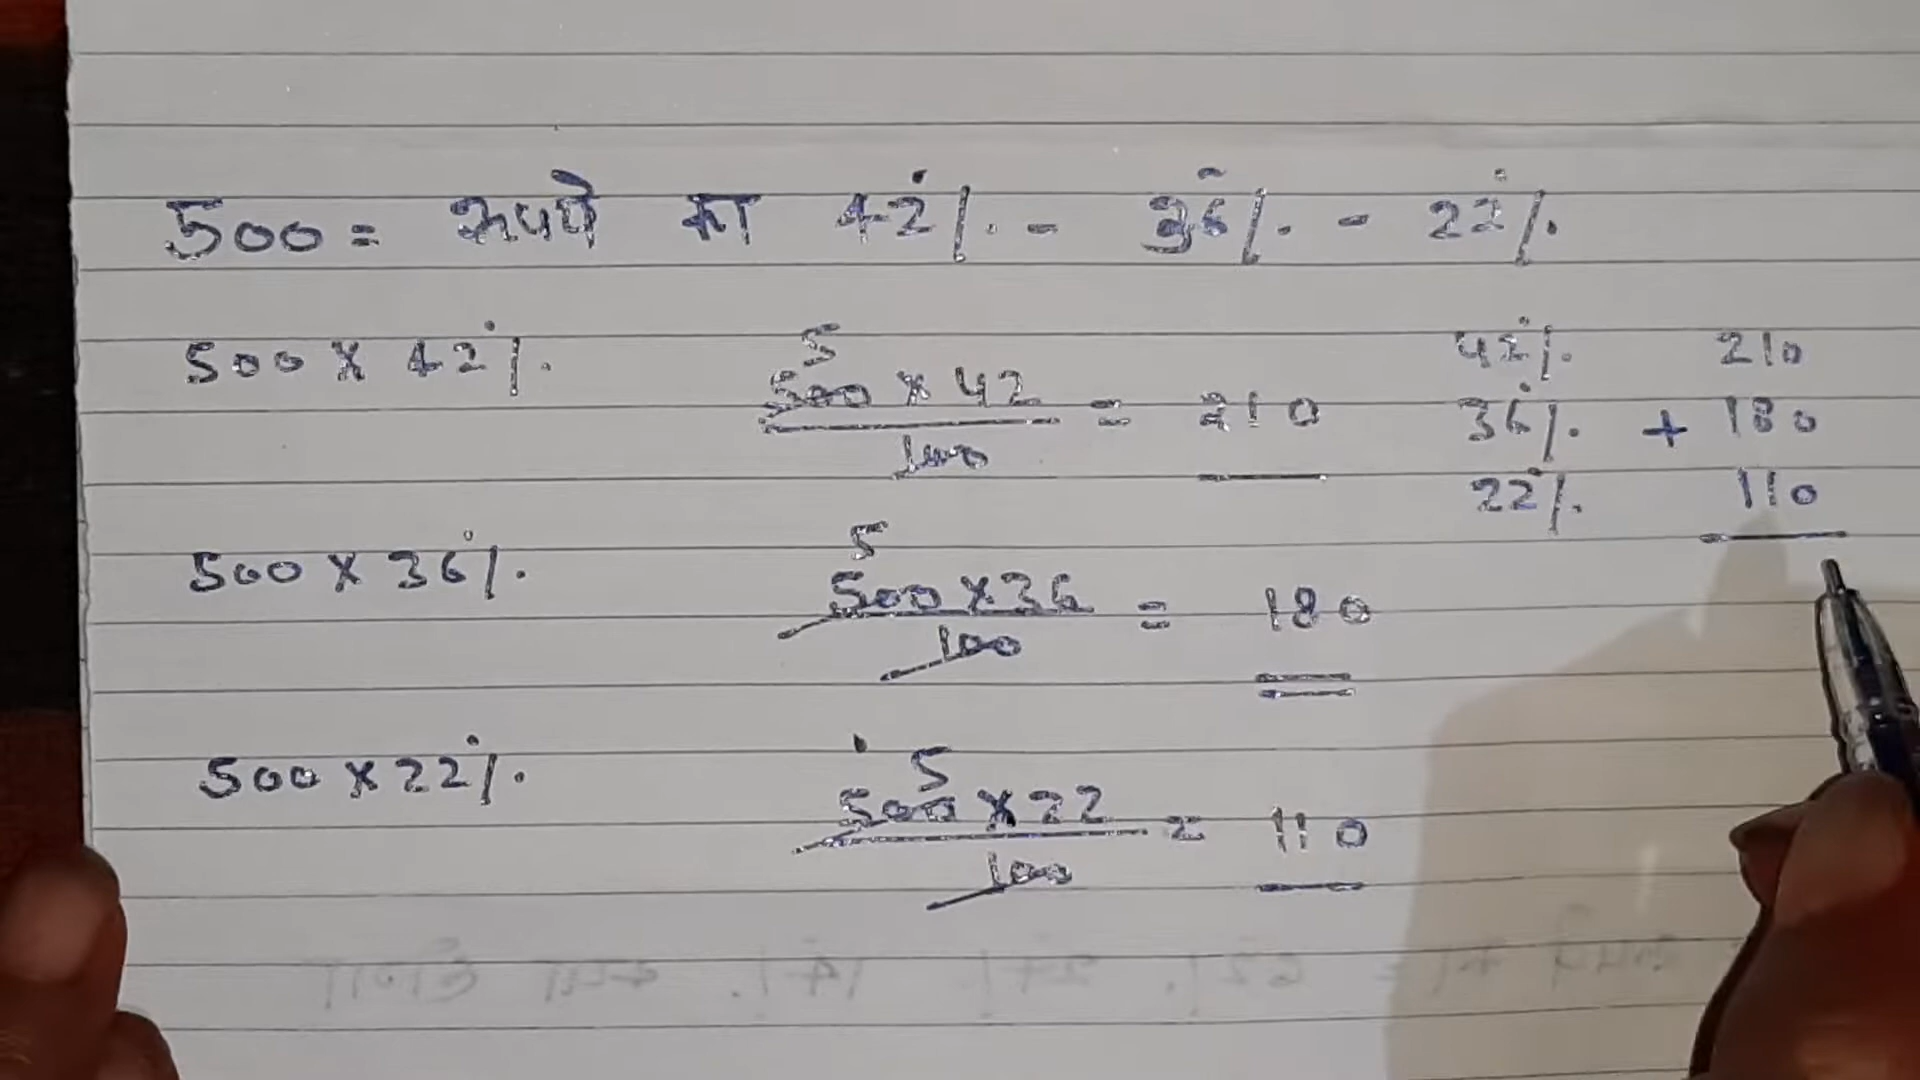 500 = रूपये का 42% - 36% - 22%
500 x 42%
5
500 x 42
100
= 210
42% 210
36% + 180
22% 110
500 x 36%
5
500 x 36
100
= 180
500 x 22%
5
500 x 22
100
= 110